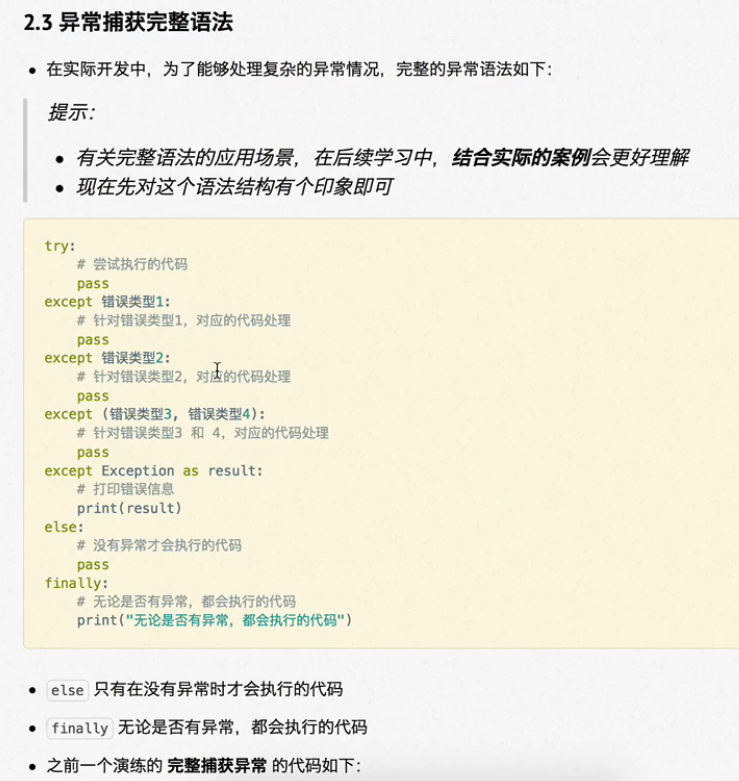 2.3 异常捕获完整语法
• 在实际开发中，为了能够处理复杂的异常情况，完整的异常语法如下：
提示：
• 有关完整语法的应用场景，在后续学习中，结合实际的案例会更好理解
• 现在先对这个语法结构有个印象即可
try:
    # 尝试执行的代码
    pass
except 错误类型1:
    # 针对错误类型1，对应的代码处理
    pass
except 错误类型2:
    # 针对错误类型2，对应的代码处理
    pass
except (错误类型3, 错误类型4):
    # 针对错误类型3 和 4，对应的代码处理
    pass
except Exception as result:
    # 打印错误信息
    print(result)
else:
    # 没有异常才会执行的代码
    pass
finally:
    # 无论是否有异常，都会执行的代码
    print("无论是否有异常，都会执行的代码")
• else 只有在没有异常时才会执行的代码
• finally 无论是否有异常，都会执行的代码
• 之前一个演练的 完整捕获异常 的代码如下：